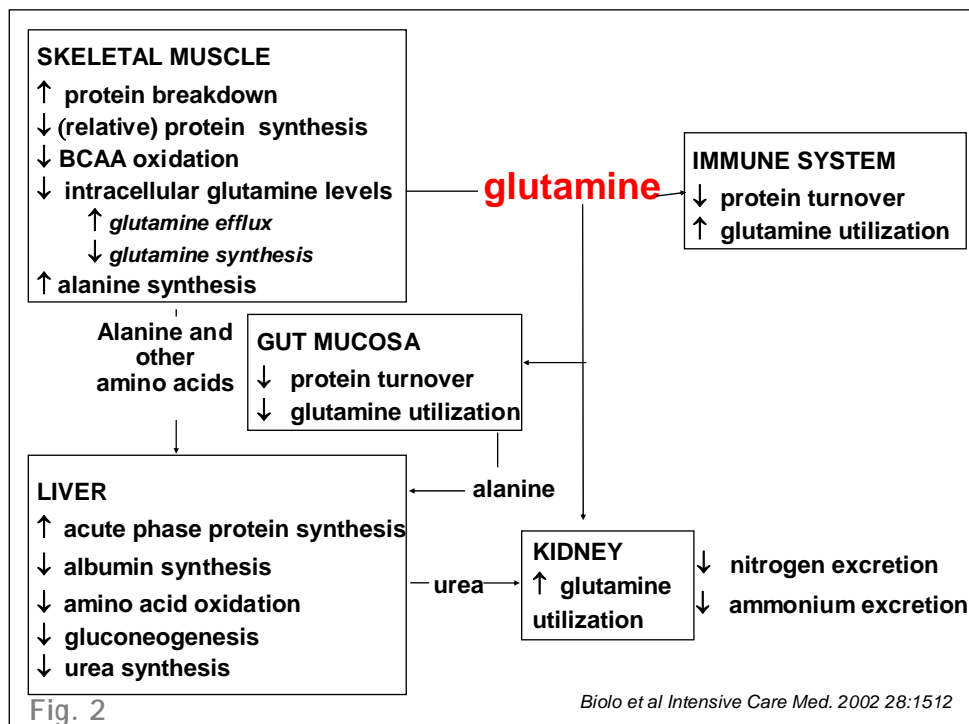 SKELETAL MUSCLE
↑ protein breakdown
↓ (relative) protein synthesis
↓ BCAA oxidation
↓ intracellular glutamine levels
↑ glutamine efflux
↓ glutamine synthesis
↑ alanine synthesis
glutamine
IMMUNE SYSTEM
↓ protein turnover
↑ glutamine utilization
Alanine and
other
amino acids
GUT MUCOSA
↓ protein turnover
↓ glutamine utilization
alanine
LIVER
↑ acute phase protein synthesis
↓ albumin synthesis
↓ amino acid oxidation
↓ gluconeogenesis
↓ urea synthesis
urea
KIDNEY
↑ glutamine
utilization
↓ nitrogen excretion
↓ ammonium excretion
Fig. 2
Biolo et al Intensive Care Med. 2002 28:1512